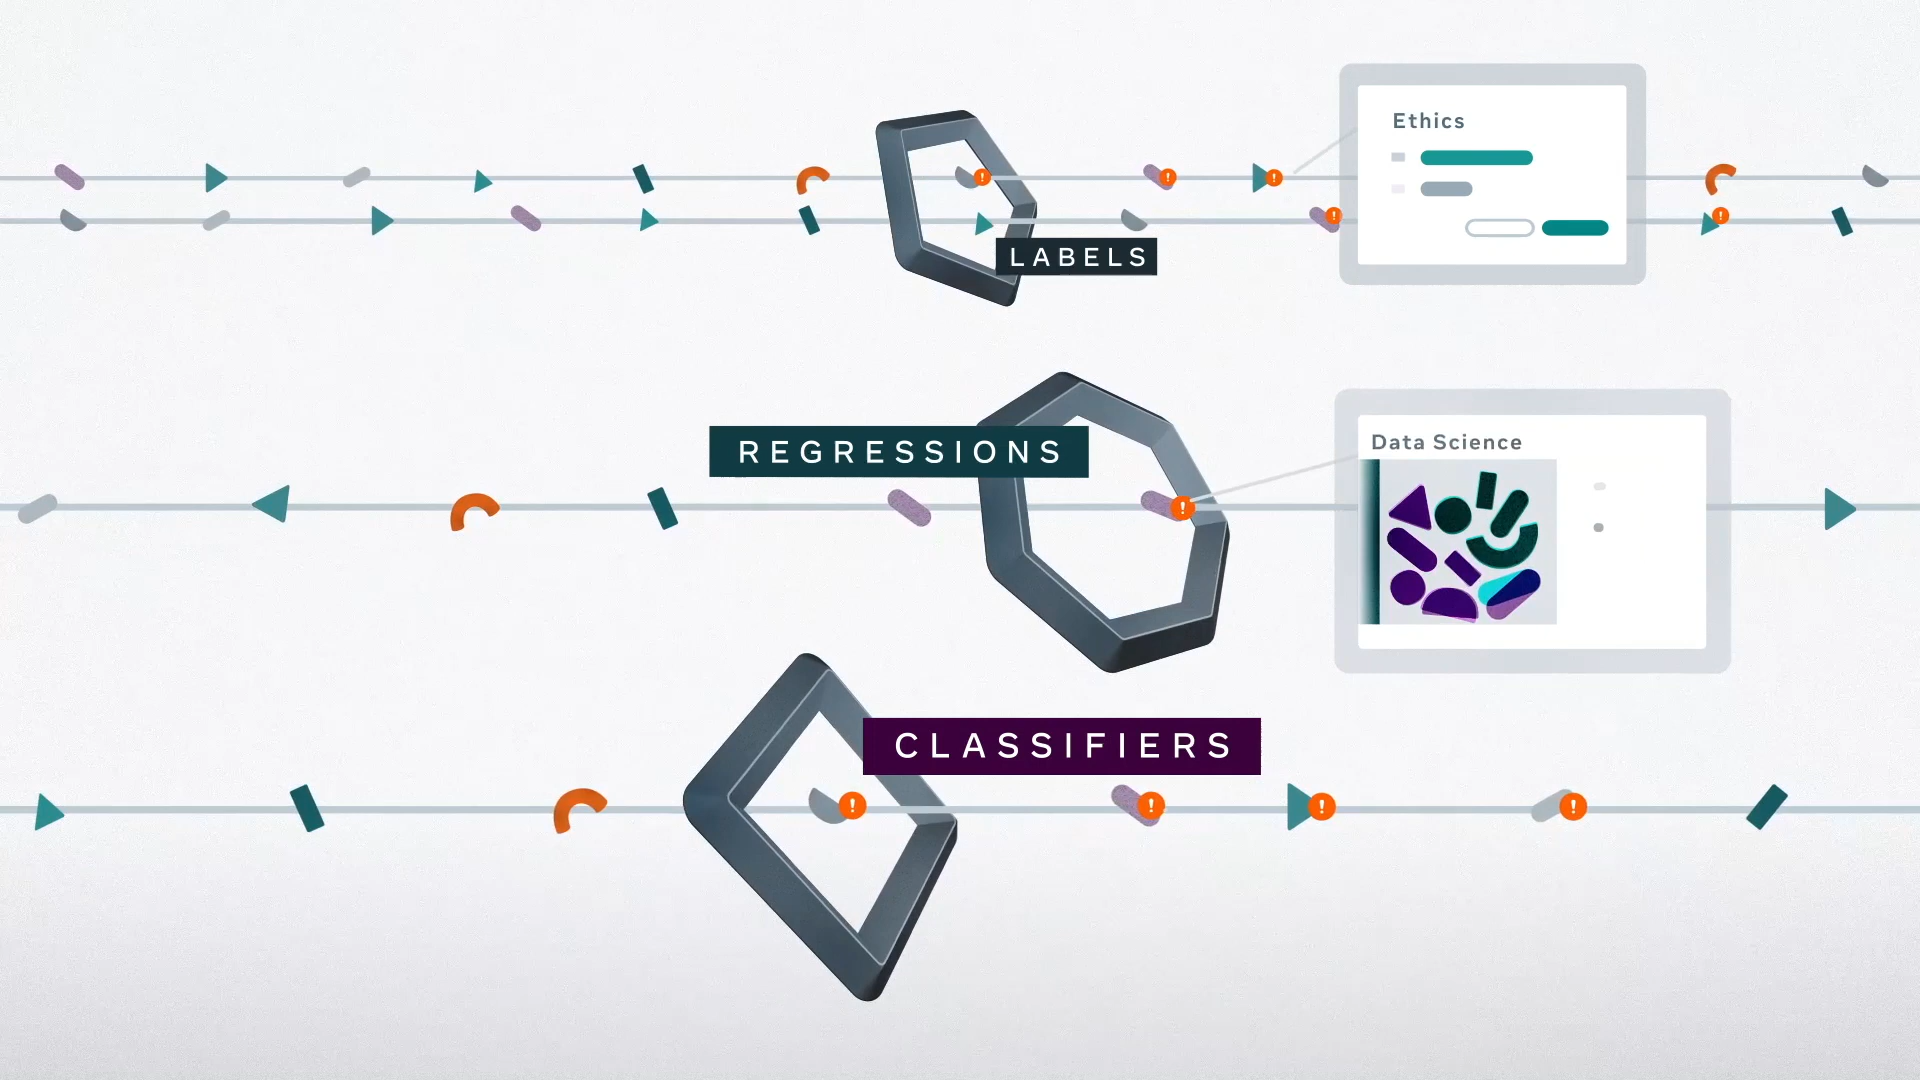 Ethics
LABELS
REGRESSIONS
Data Science
CLASSIFIERS